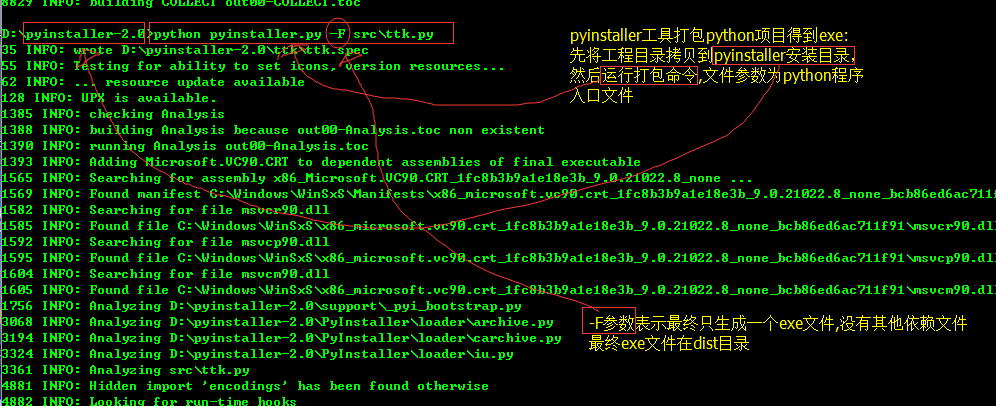 8829 INFO: building COLLECT out00-COLLECT.toc
D:\pyinstaller-2.0>python pyinstaller.py -F src\ttk.py
35 INFO: wrote D:\pyinstaller-2.0\ttk\ttk.spec
55 INFO: Testing for ability to set icons, version resources...
62 INFO: ... resource update available
128 INFO: UPX is available.
1385 INFO: checking Analysis
1388 INFO: building Analysis because out00-Analysis.toc non existent
1390 INFO: running Analysis out00-Analysis.toc
1393 INFO: Adding Microsoft.VC90.CRT to dependent assemblies of final executable
1565 INFO: Searching for assembly x86_Microsoft.VC90.CRT_1fc8b3b9a1e18e3b_9.0.21022.8_none ...
1569 INFO: Found manifest C:\Windows\WinSxS\Manifests\x86_microsoft.vc90.crt_1fc8b3b9a1e18e3b_9.0.21022.8_none_bcb86ed6ac711f
1582 INFO: Searching for file msvcr90.dll
1585 INFO: Found file C:\Windows\WinSxS\x86_microsoft.vc90.crt_1fc8b3b9a1e18e3b_9.0.21022.8_none_bcb86ed6ac711f91\msvcr90.dll
1592 INFO: Searching for file msvcp90.dll
1595 INFO: Found file C:\Windows\WinSxS\x86_microsoft.vc90.crt_1fc8b3b9a1e18e3b_9.0.21022.8_none_bcb86ed6ac711f91\msvcp90.dll
1604 INFO: Searching for file msvcm90.dll
1605 INFO: Found file C:\Windows\WinSxS\x86_microsoft.vc90.crt_1fc8b3b9a1e18e3b_9.0.21022.8_none_bcb86ed6ac711f91\msvcm90.dll
1756 INFO: Analyzing D:\pyinstaller-2.0\support\_pyi_bootstrap.py
3068 INFO: Analyzing D:\pyinstaller-2.0\PyInstaller\loader\archive.py
3194 INFO: Analyzing D:\pyinstaller-2.0\PyInstaller\loader\carchive.py
3324 INFO: Analyzing D:\pyinstaller-2.0\PyInstaller\loader\iu.py
3361 INFO: Analyzing src\ttk.py
4881 INFO: Hidden import 'encodings' has been found otherwise
4882 INFO: Looking for run-time hooks
pyinstaller工具打包python项目得到exe:
先将工程目录拷贝到pyinstaller安装目录,
然后运行打包命令,文件参数为python程序
入口文件
-F参数表示最终只生成一个exe文件,没有其他依赖文件
最终exe文件在dist目录